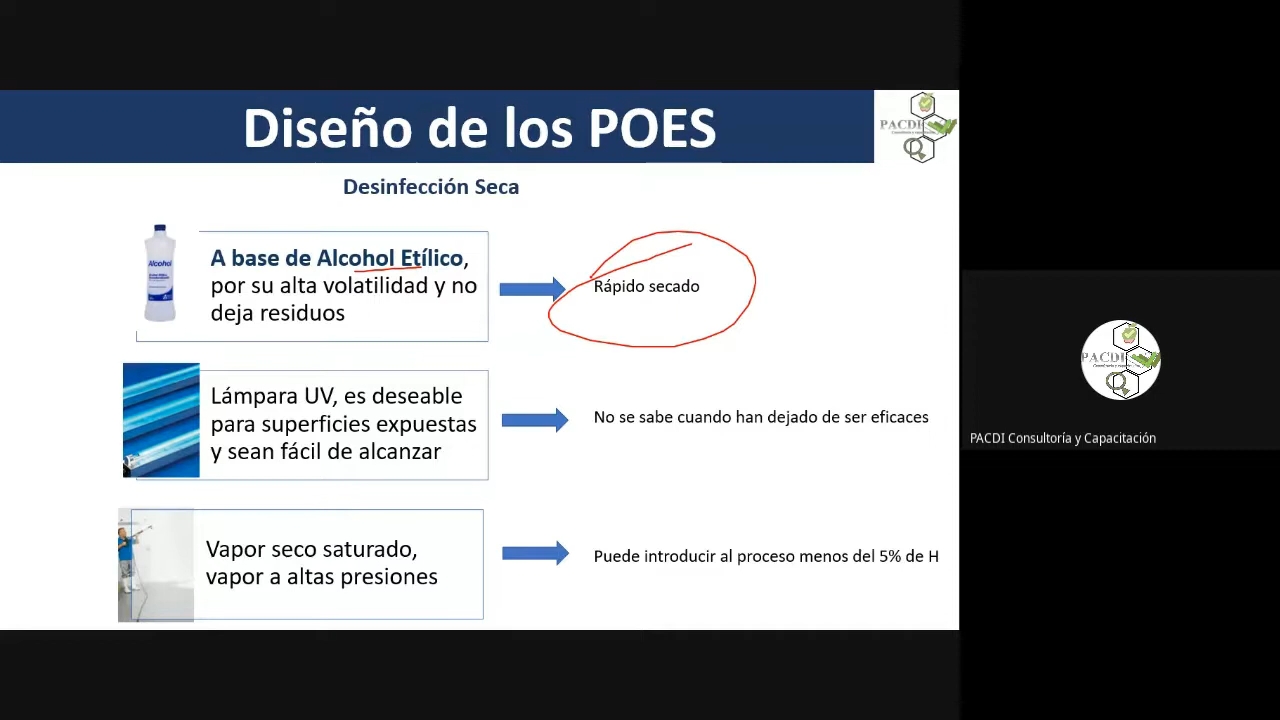 Diseño de los POES
PACDI
Desinfección Seca
Alcohol
A base de Alcohol Etílico,
por su alta volatilidad y no
deja residuos
Rápido secado
Lámpara UV, es deseable
para superficies expuestas
y sean fácil de alcanzar
No se sabe cuando han dejado de ser eficaces
Vapor seco saturado,
vapor a altas presiones
Puede introducir al proceso menos del 5% de H
PACDI
PACDI Consultoría y Capacitación